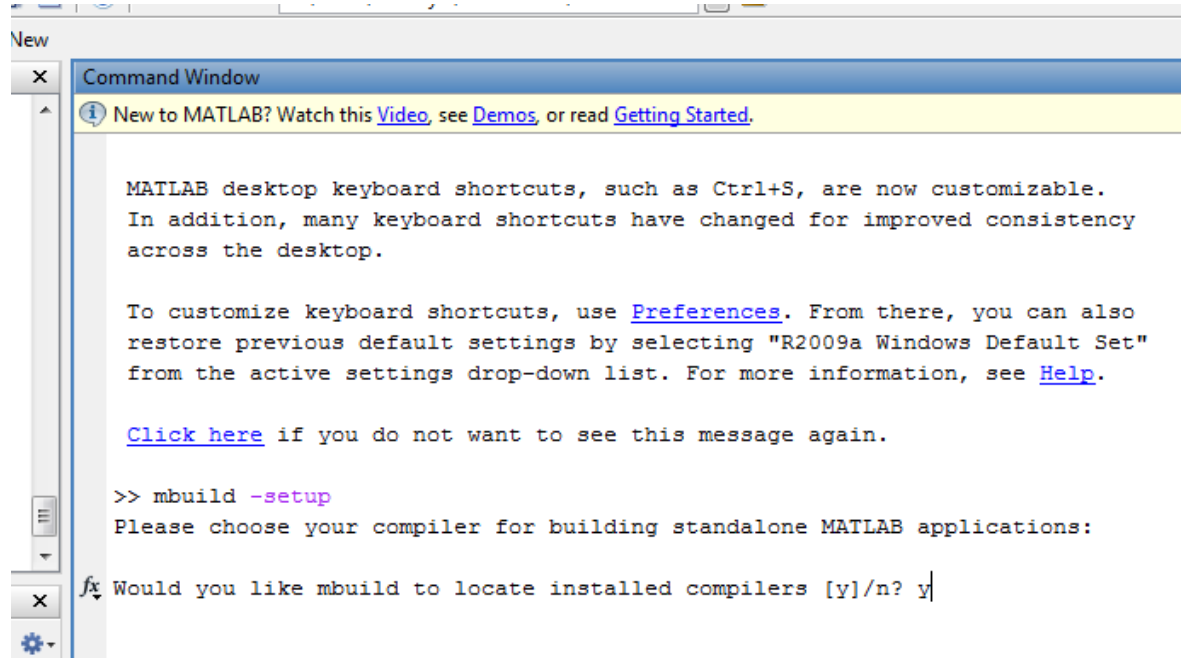 New
Command Window
New to MATLAB? Watch this Video, see Demos, or read Getting Started.
MATLAB desktop keyboard shortcuts, such as Ctrl+S, are now customizable.
In addition, many keyboard shortcuts have changed for improved consistency
across the desktop.
To customize keyboard shortcuts, use Preferences. From there, you can also
restore previous default settings by selecting "R2009a Windows Default Set"
from the active settings drop-down list. For more information, see Help.
Click here if you do not want to see this message again.
>> mbuild -setup
Please choose your compiler for building standalone MATLAB applications:
fx Would you like mbuild to locate installed compilers [y]/n? y